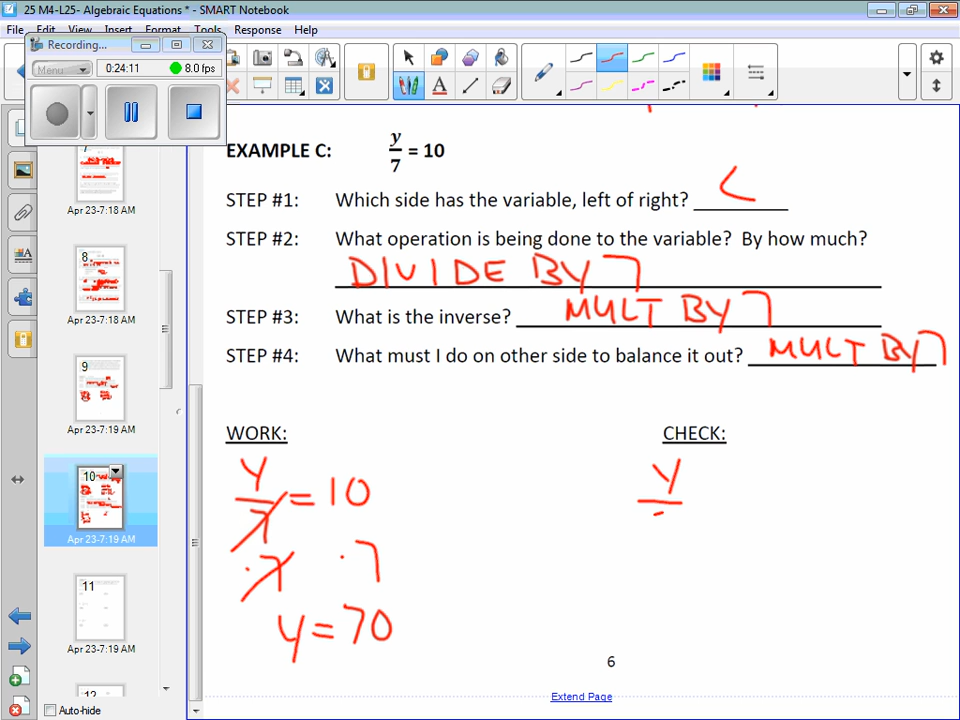 25 M4-L25- Algebraic Equations * - SMART Notebook
File Edit View Insert Format Tools Response Help
Recording...
Menu 0:24:11 8.0 fps
EXAMPLE C: y/7 = 10
STEP #1: Which side has the variable, left of right?
STEP #2: What operation is being done to the variable? By how much?
DIVIDE BY 7
STEP #3: What is the inverse? MULT BY 7
STEP #4: What must I do on other side to balance it out? MULT BY 7
WORK: CHECK:
y/7 = 10
·7 ·7
y = 70
y
6
Extend Page
7
Apr 23-7:18 AM
8
Apr 23-7:18 AM
9
Apr 23-7:19 AM
10
Apr 23-7:19 AM
11
Apr 23-7:19 AM
12
Auto-hide